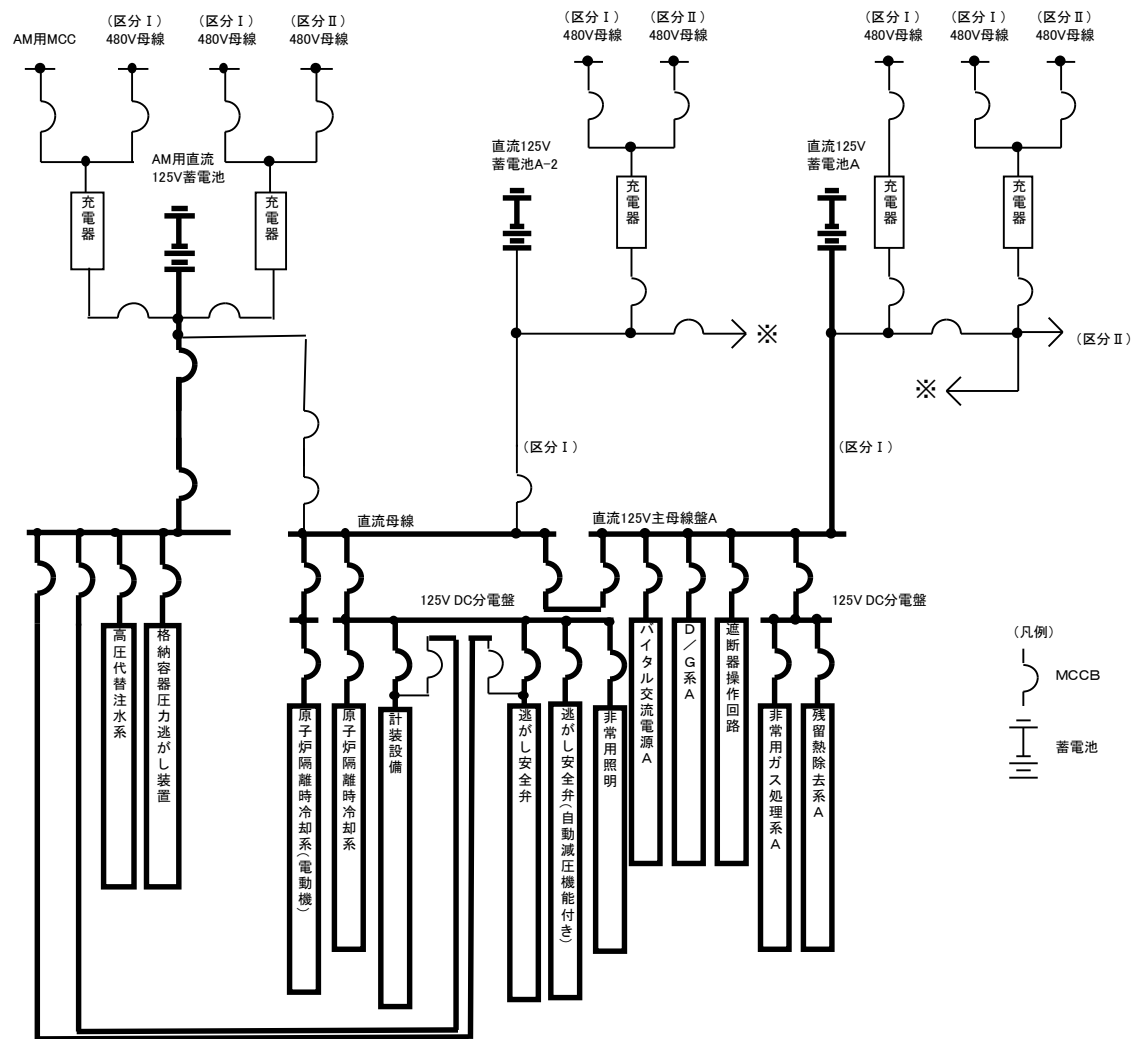 AM用MCC
(区分Ⅰ)
480V母線
(区分Ⅰ)
480V母線
(区分Ⅱ)
480V母線
(区分Ⅰ)
480V母線
(区分Ⅱ)
480V母線
(区分Ⅰ)
480V母線
(区分Ⅰ)
480V母線
(区分Ⅱ)
480V母線
AM用直流
125V蓄電池
直流125V
蓄電池A-2
直流125V
蓄電池A
充電器
充電器
充電器
充電器
充電器
※
(区分Ⅱ)
※
(区分Ⅰ)
(区分Ⅰ)
直流母線
直流125V主母線盤A
125V DC分電盤
125V DC分電盤
高圧代替注水系
格納容器圧力逃がし装置
原子炉隔離時冷却系(電動機)
原子炉隔離時冷却系
計装設備
逃がし安全弁
逃がし安全弁(自動減圧機能付き)
非常用照明
バイタル交流電源A
D/G系A
遮断器操作回路
非常用ガス処理系A
残留熱除去系A
(凡例)
MCCB
蓄電池